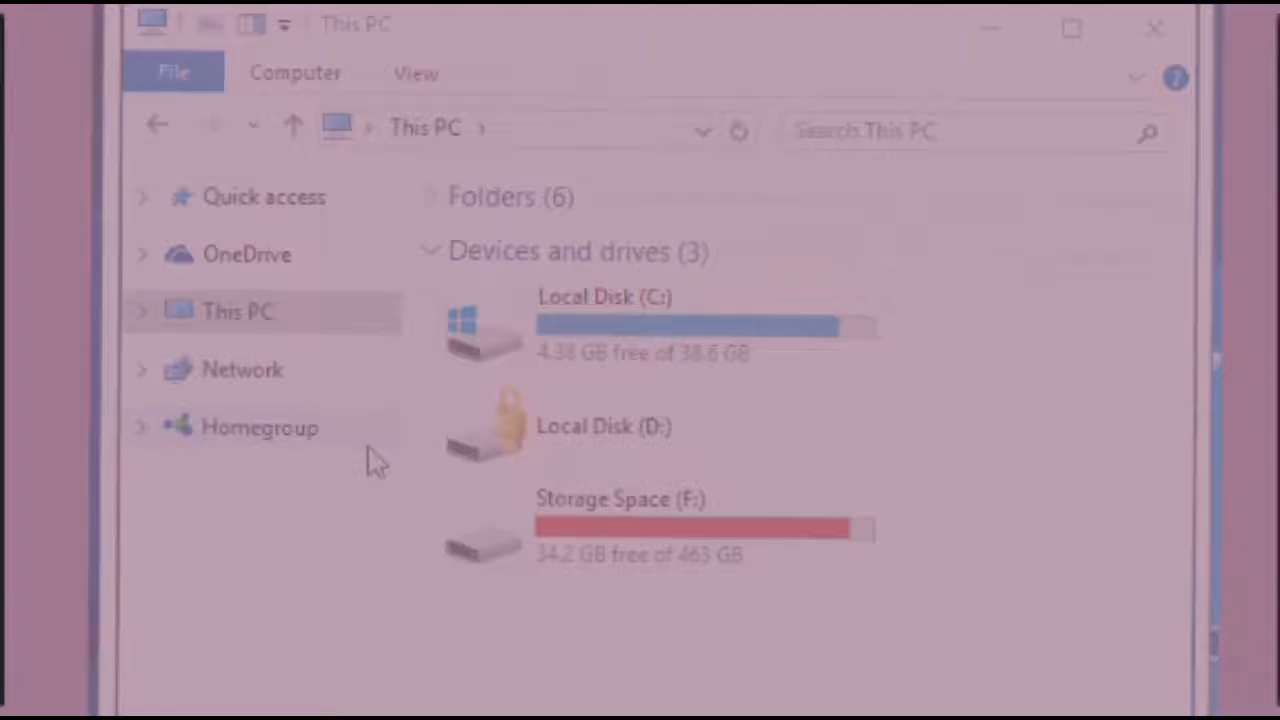 This PC
File Computer View
This PC
Search This PC
Quick access
OneDrive
This PC
Network
Homegroup
Folders (6)
Devices and drives (3)
Local Disk (C:)
4.38 GB free of 38.6 GB
Local Disk (D:)
Storage Space (F:)
34.2 GB free of 463 GB